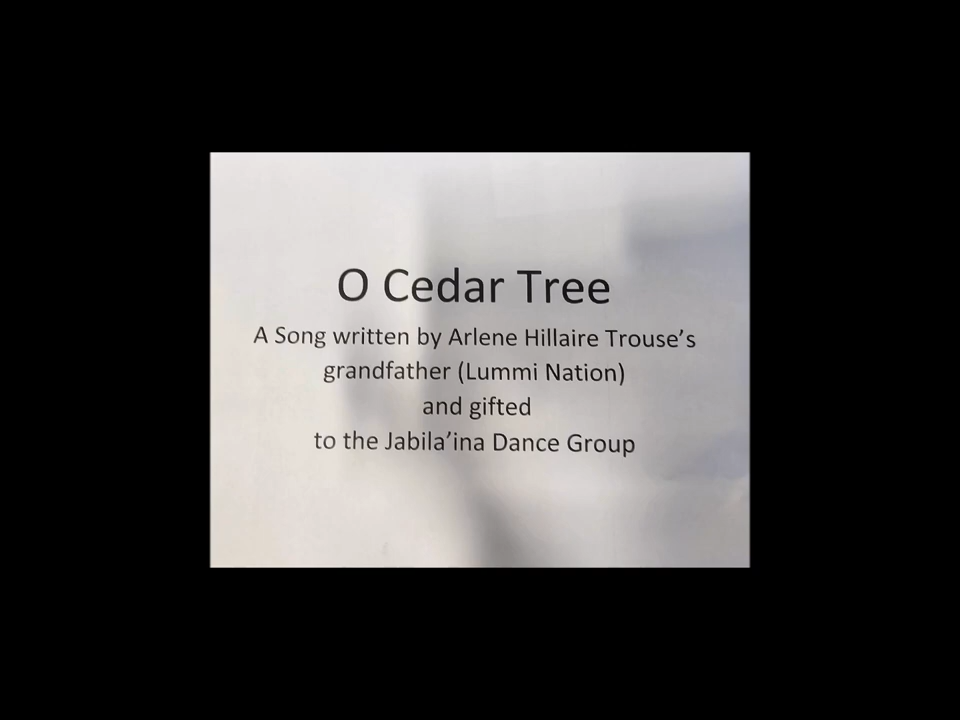 O Cedar Tree
A Song written by Arlene Hillaire Trouse’s
grandfather (Lummi Nation)
and gifted
to the Jabila’ina Dance Group